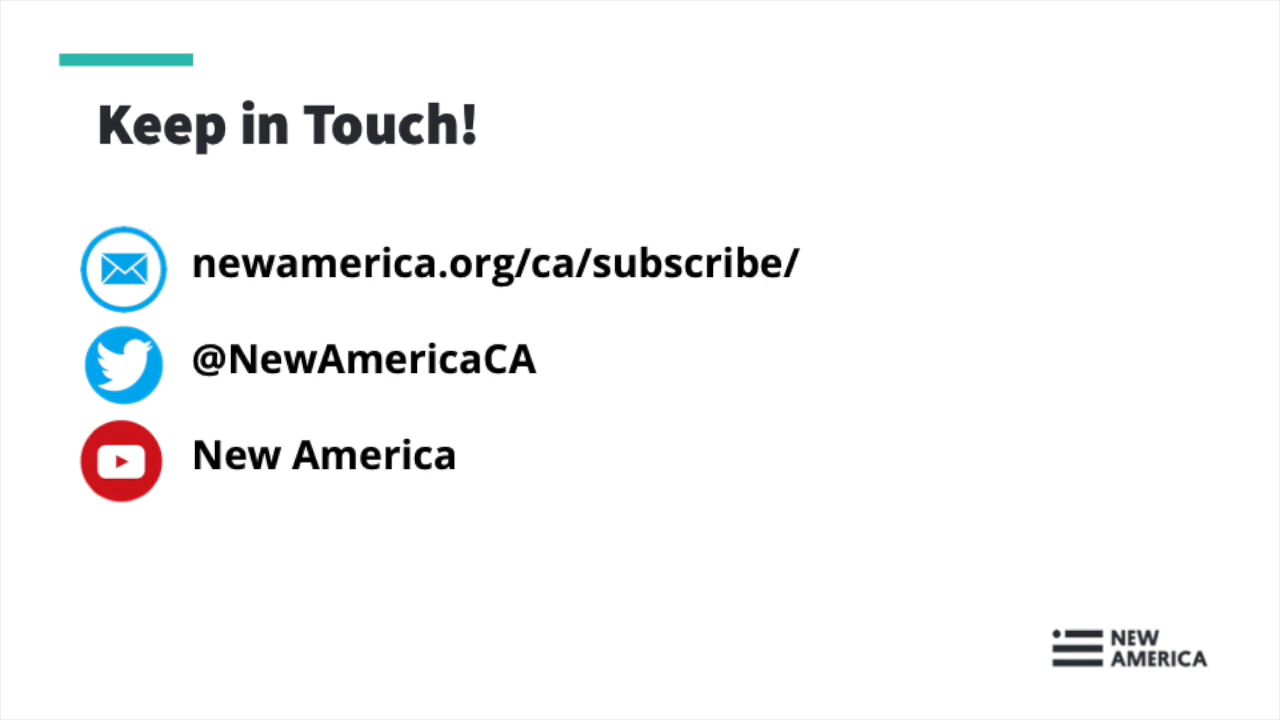 Keep in Touch!
newamerica.org/ca/subscribe/
@NewAmericaCA
New America
NEW
AMERICA